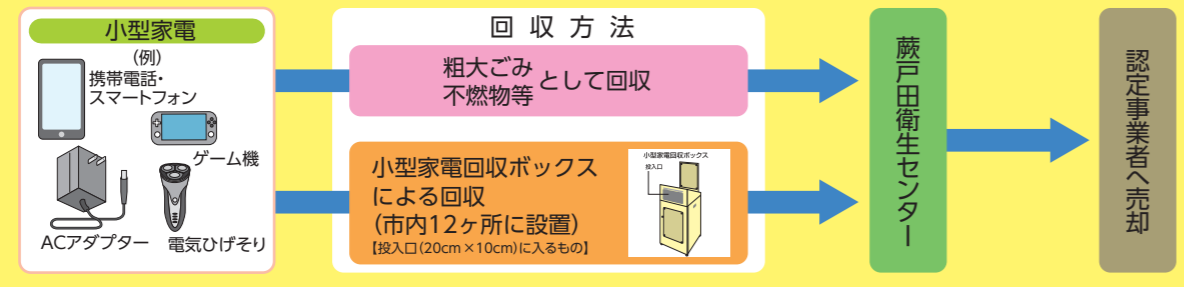 小型家電
(例)
携帯電話・
スマートフォン
ゲーム機
ACアダプター
電気ひげそり
回収方法
粗大ごみ
不燃物等
として回収
小型家電回収ボックス
による回収
(市内12ヶ所に設置)
【投入口(20cm×10cm)に入るもの】
小型家電回収ボックス
投入口
蕨戸田衛生センター
認定事業者へ売却